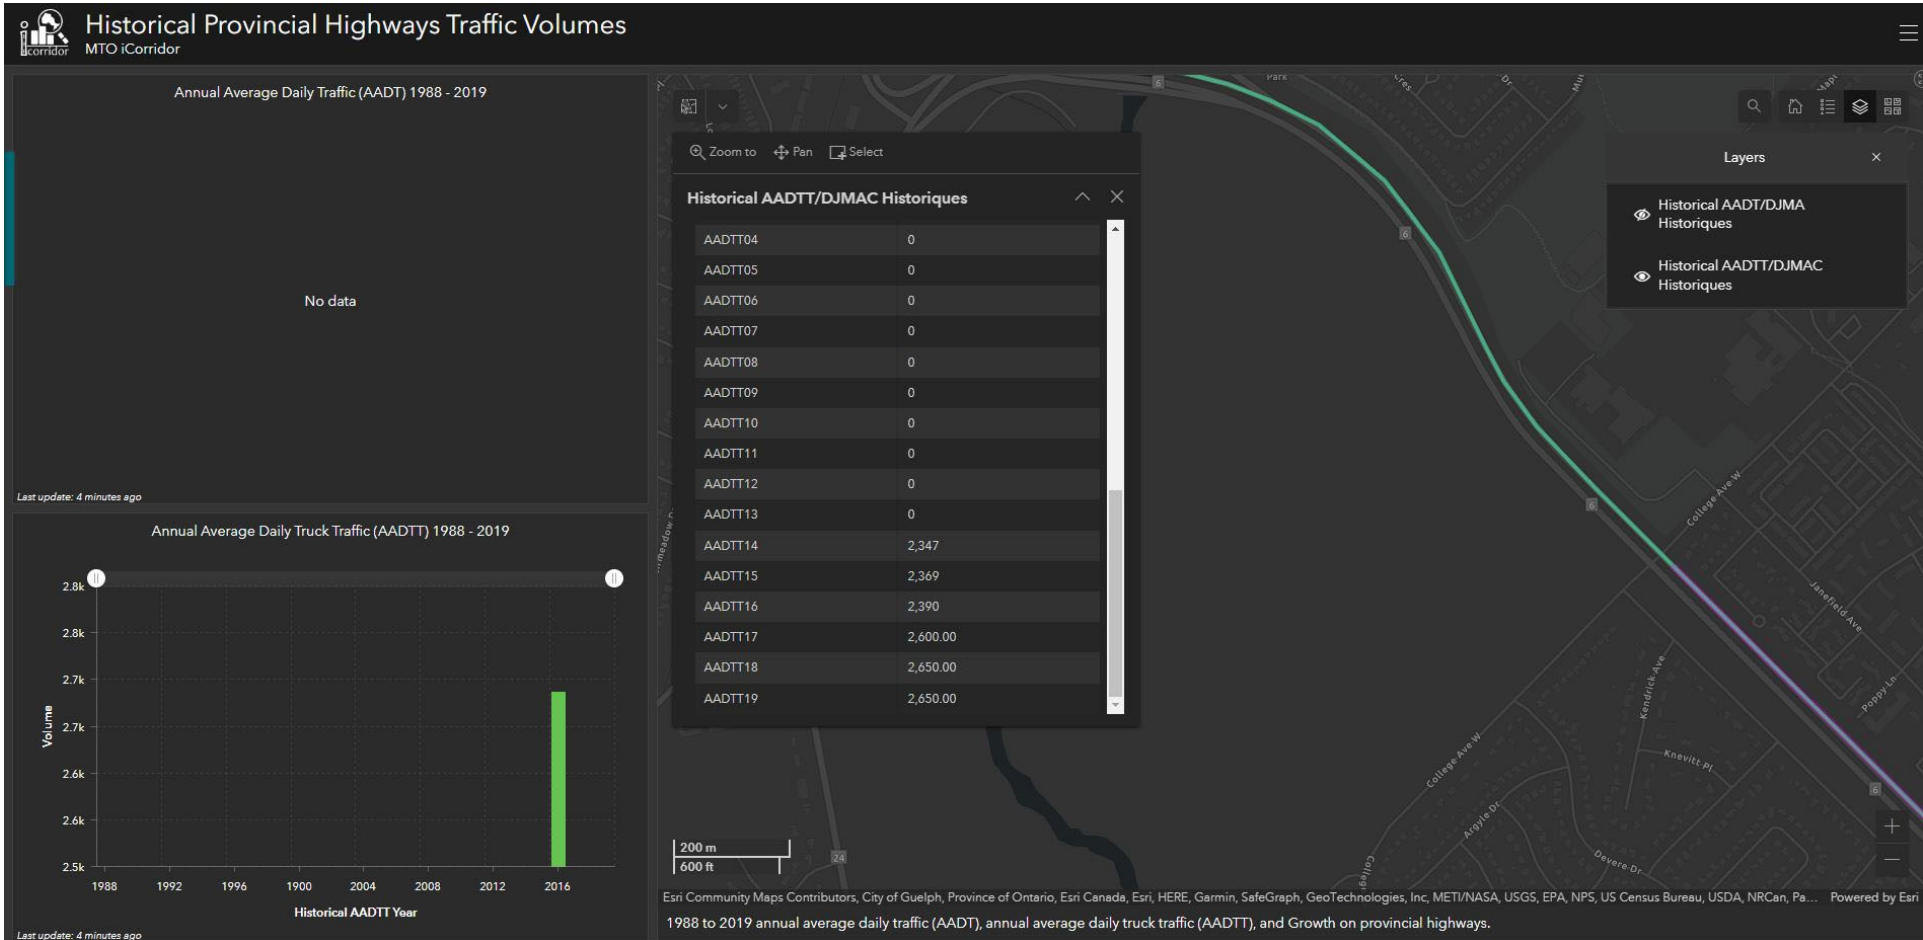 Historical Provincial Highways Traffic Volumes
MTO iCorridor
icorridor
Annual Average Daily Traffic (AADT) 1988 - 2019
No data
Last update: 4 minutes ago
Annual Average Daily Truck Traffic (AADTT) 1988 - 2019
2.8k
2.8k
2.7k
2.7k
2.6k
2.6k
2.5k
Volume
1988 1992 1996 1900 2004 2008 2012 2016
Historical AADTT Year
Last update: 4 minutes ago
Zoom to Pan Select
Historical AADTT/DJMAC Historiques
AADTT04 0
AADTT05 0
AADTT06 0
AADTT07 0
AADTT08 0
AADTT09 0
AADTT10 0
AADTT11 0
AADTT12 0
AADTT13 0
AADTT14 2,347
AADTT15 2,369
AADTT16 2,390
AADTT17 2,600.00
AADTT18 2,650.00
AADTT19 2,650.00
Layers
Historical AADT/DJMA
Historiques
Historical AADTT/DJMAC
Historiques
Park
Cres
Dr
6
6
6
6
College Ave W
Janefield Ave
Poppy Ln
Kendrick Ave
Knevitt Pl
College Ave W
Argyle Dr
Devere Dr
24
200 m
600 ft
Esri Community Maps Contributors, City of Guelph, Province of Ontario, Esri Canada, Esri, HERE, Garmin, SafeGraph, GeoTechnologies, Inc, METI/NASA, USGS, EPA, NPS, US Census Bureau, USDA, NRCan, Pa... Powered by Esri
1988 to 2019 annual average daily traffic (AADT), annual average daily truck traffic (AADTT), and Growth on provincial highways.